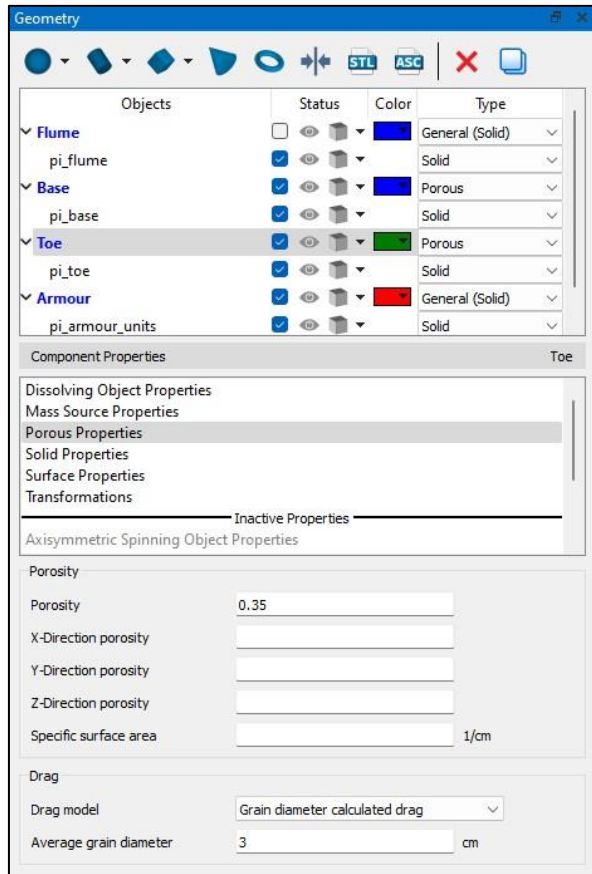 Geometry
STL ASC
Objects Status Color Type
Flume General (Solid)
pi_flume Solid
Base Porous
pi_base Solid
Toe Porous
pi_toe Solid
Armour General (Solid)
pi_armour_units Solid
Component Properties Toe
Dissolving Object Properties
Mass Source Properties
Porous Properties
Solid Properties
Surface Properties
Transformations
Inactive Properties
Axisymmetric Spinning Object Properties
Porosity
Porosity 0.35
X-Direction porosity
Y-Direction porosity
Z-Direction porosity
Specific surface area 1/cm
Drag
Drag model Grain diameter calculated drag
Average grain diameter 3 cm